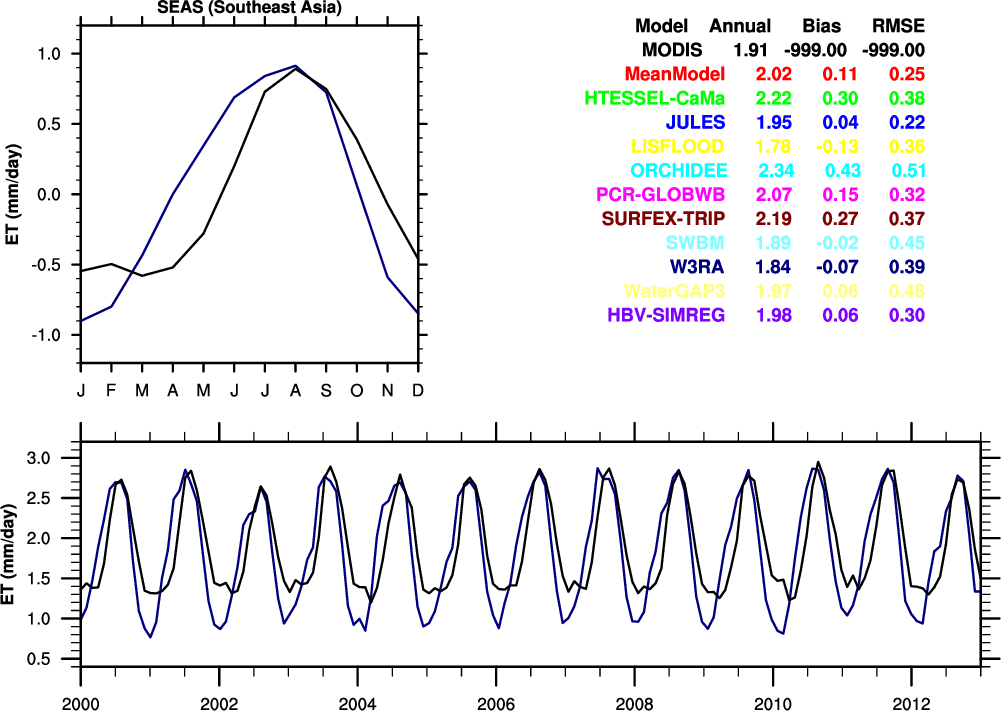 SEAS (Southeast Asia)
Model Annual Bias RMSE
MODIS 1.91 -999.00 -999.00
MeanModel 2.02 0.11 0.25
HTESSEL-CaMa 2.22 0.30 0.38
JULES 1.95 0.04 0.22
LISFLOOD 1.78 -0.13 0.36
ORCHIDEE 2.34 0.43 0.51
PCR-GLOBWB 2.07 0.15 0.32
SURFEX-TRIP 2.19 0.27 0.37
SWBM 1.89 -0.02 0.45
W3RA 1.84 -0.07 0.39
WaterGAP3 1.97 0.06 0.48
HBV-SIMREG 1.98 0.06 0.30
ET (mm/day)
1.0
0.5
0.0
-0.5
-1.0
J F M A M J J A S O N D
ET (mm/day)
3.0
2.5
2.0
1.5
1.0
0.5
2000 2002 2004 2006 2008 2010 2012